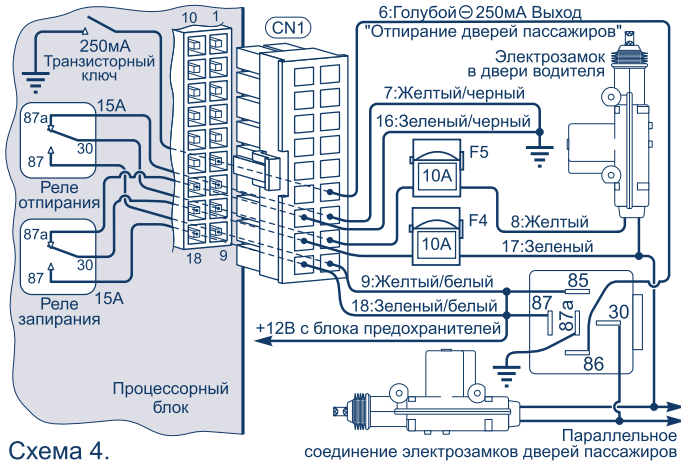 10 1
CN1
6:Голубой⊖250мА Выход
"Отпирание дверей пассажиров"
250мА
Транзисторный
ключ
Электрозамок
в двери водителя
7:Желтый/черный
16:Зеленый/черный
15А
87а
30
87
Реле
отпирания
F5
10А
8:Желтый
F4
10А
17:Зеленый
87а
30
87
15А
Реле
запирания
18 9
9:Желтый/белый
85
18:Зеленый/белый
87
87а
30
86
+12В с блока предохранителей
Процессорный
блок
Схема 4.
Параллельное
соединение электрозамков дверей пассажиров